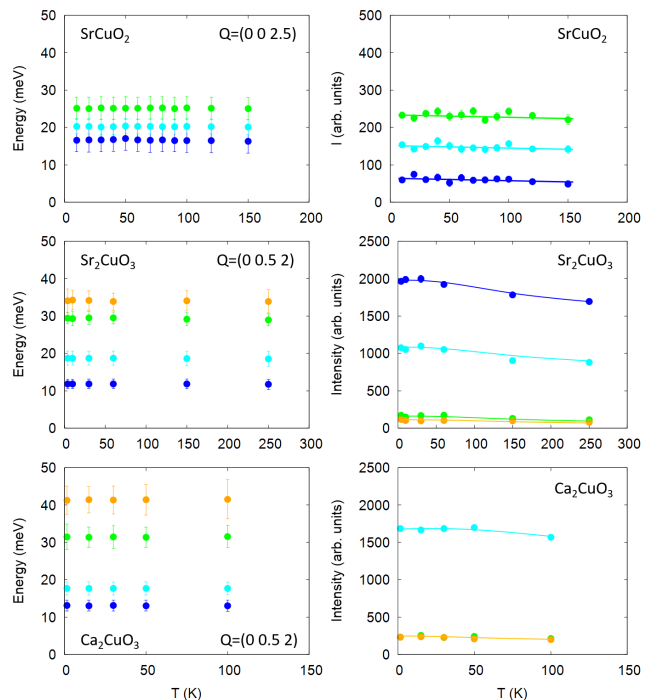 SrCuO₂ Q=(0 0 2.5)
Energy (meV)
50
40
30
20
10
0
0 50 100 150 200
SrCuO₂
I (arb. units)
500
400
300
200
100
0
0 50 100 150 200
Sr₂CuO₃ Q=(0 0.5 2)
Energy (meV)
50
40
30
20
10
0
0 50 100 150 200 250 300
Sr₂CuO₃
Intensity (arb. units)
2500
2000
1500
1000
500
0
0 50 100 150 200 250 300
Energy (meV)
50
40
30
20
10
0
Ca₂CuO₃ Q=(0 0.5 2)
0 50 100 150
T (K)
Ca₂CuO₃
Intensity (arb. units)
2500
2000
1500
1000
500
0
0 50 100 150
T (K)